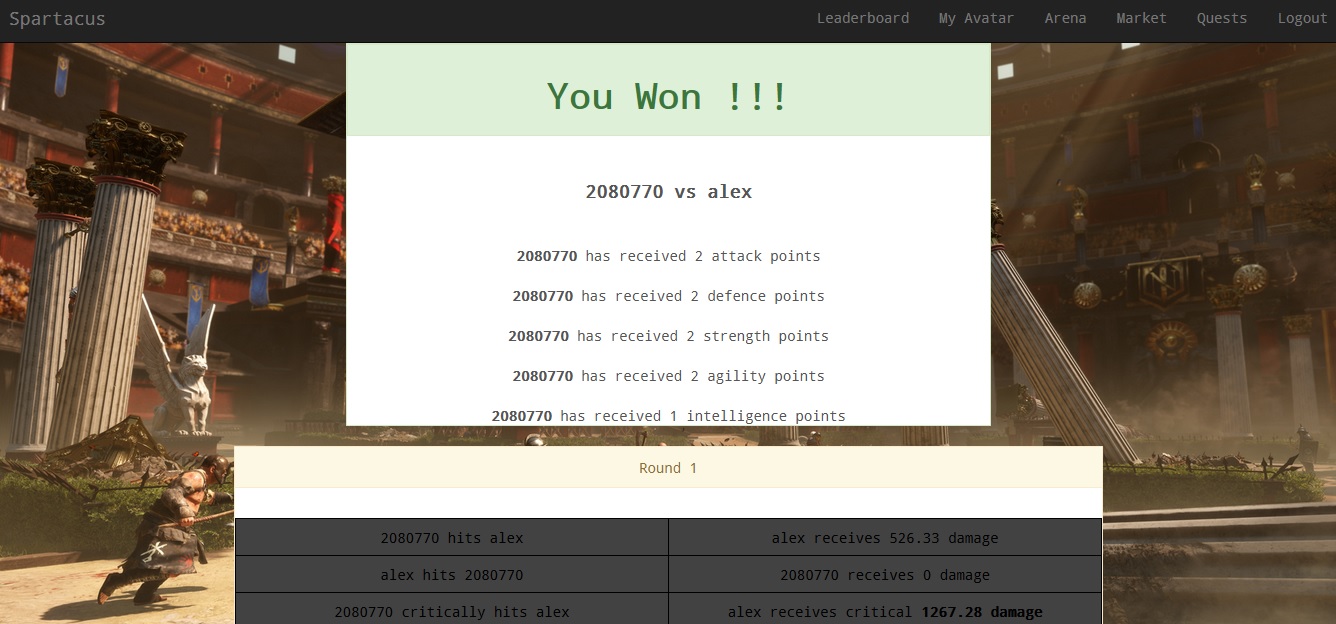 Spartacus
Leaderboard My Avatar Arena Market Quests Logout
You Won !!!
2080770 vs alex
2080770 has received 2 attack points
2080770 has received 2 defence points
2080770 has received 2 strength points
2080770 has received 2 agility points
2080770 has received 1 intelligence points
Round 1
2080770 hits alex
alex receives 526.33 damage
alex hits 2080770
2080770 receives 0 damage
2080770 critically hits alex
alex receives critical 1267.28 damage